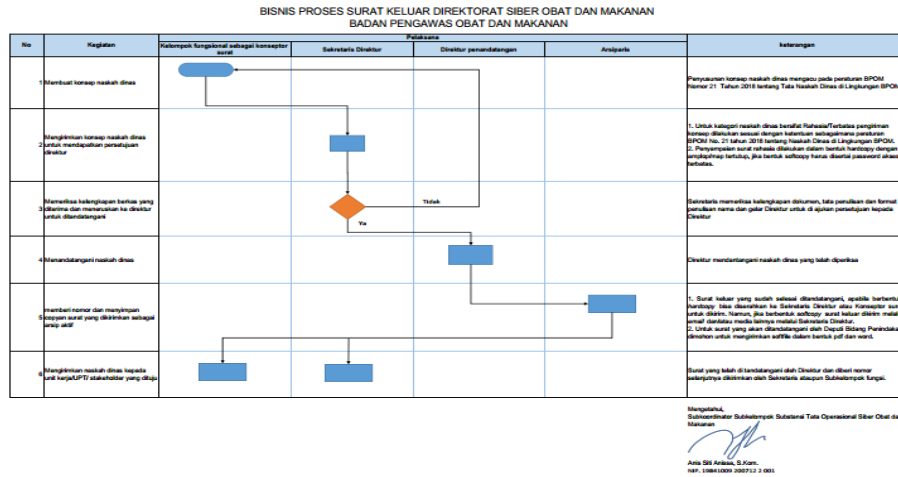 BISNIS PROSES SURAT KELUAR DIREKTORAT SIBER OBAT DAN MAKANAN
BADAN PENGAWAS OBAT DAN MAKANAN
No
Kegiatan
Pelaksana
Kelompok fungsional sebagai konseptor
surat
Sekretaris Direktur
Direktur penandatangan
Arsiparis
keterangan
1
Membuat konsep naskah dinas
Penyusunan konsep naskah dinas mengacu pada peraturan BPOM
Nomor 21 Tahun 2018 tentang Tata Naskah Dinas di Lingkungan BPOM
2
Mengirimkan konsep naskah dinas
untuk mendapatkan persetujuan
direktur
1. Untuk kategori naskah dinas bersifat Rahasia/Terbatas pengiriman
konsep dilakukan sesuai dengan ketentuan sebagaimana peraturan
BPOM No. 21 tahun 2018 tentang Naskah Dinas di Lingkungan BPOM.
2. Penyampaian surat rahasia dilakukan dalam bentuk hardcopy dengan
amplop/map tertutup, jika bentuk softcopy harus disertai password akses
terbatas.
3
Memeriksa kelengkapan berkas yang
diterima dan meneruskan ke direktur
untuk ditandatangani
Tidak
Ya
Sekretaris memeriksa kelengkapan dokumen, tata penulisan dan format
penulisan nama dan gelar Direktur untuk di ajukan persetujuan kepada
Direktur
4
Menandatangani naskah dinas
Direktur mendantangani naskah dinas yang telah diperiksa
5
memberi nomor dan menyimpan
copyan surat yang dikirimkan sebagai
arsip aktif
1. Surat keluar yang sudah selesai ditandatangani, apabila berbentu
hardcopy bisa diserahkan ke Sekretaris Direktur atau Konseptor sur
untuk dikirim. Namun, jika berbentuk softcopy surat keluar dikirim melal
email dan/atau media lainnya melalui Sekretaris Direktur.
2. Untuk surat yang akan ditandatangani oleh Deputi Bidang Penindaka
dimohon untuk mengirimkan softfile dalam bentuk pdf dan word.
6
Mengirimkan naskah dinas kepada
unit kerja/UPT/ stakeholder yang dituju
Surat yang telah di tandatangani oleh Direktur dan diberi nomor
selanjutnya dikirimkan oleh Sekretaris ataupun Subkelompok fungsi.
Mengetahui,
Subkoordinator Subkelompok Substansi Tata Operasional Siber Obat da
Makanan
Anis Siti Anissa, S.Kom.
NIP. 19841009 200712 2 001